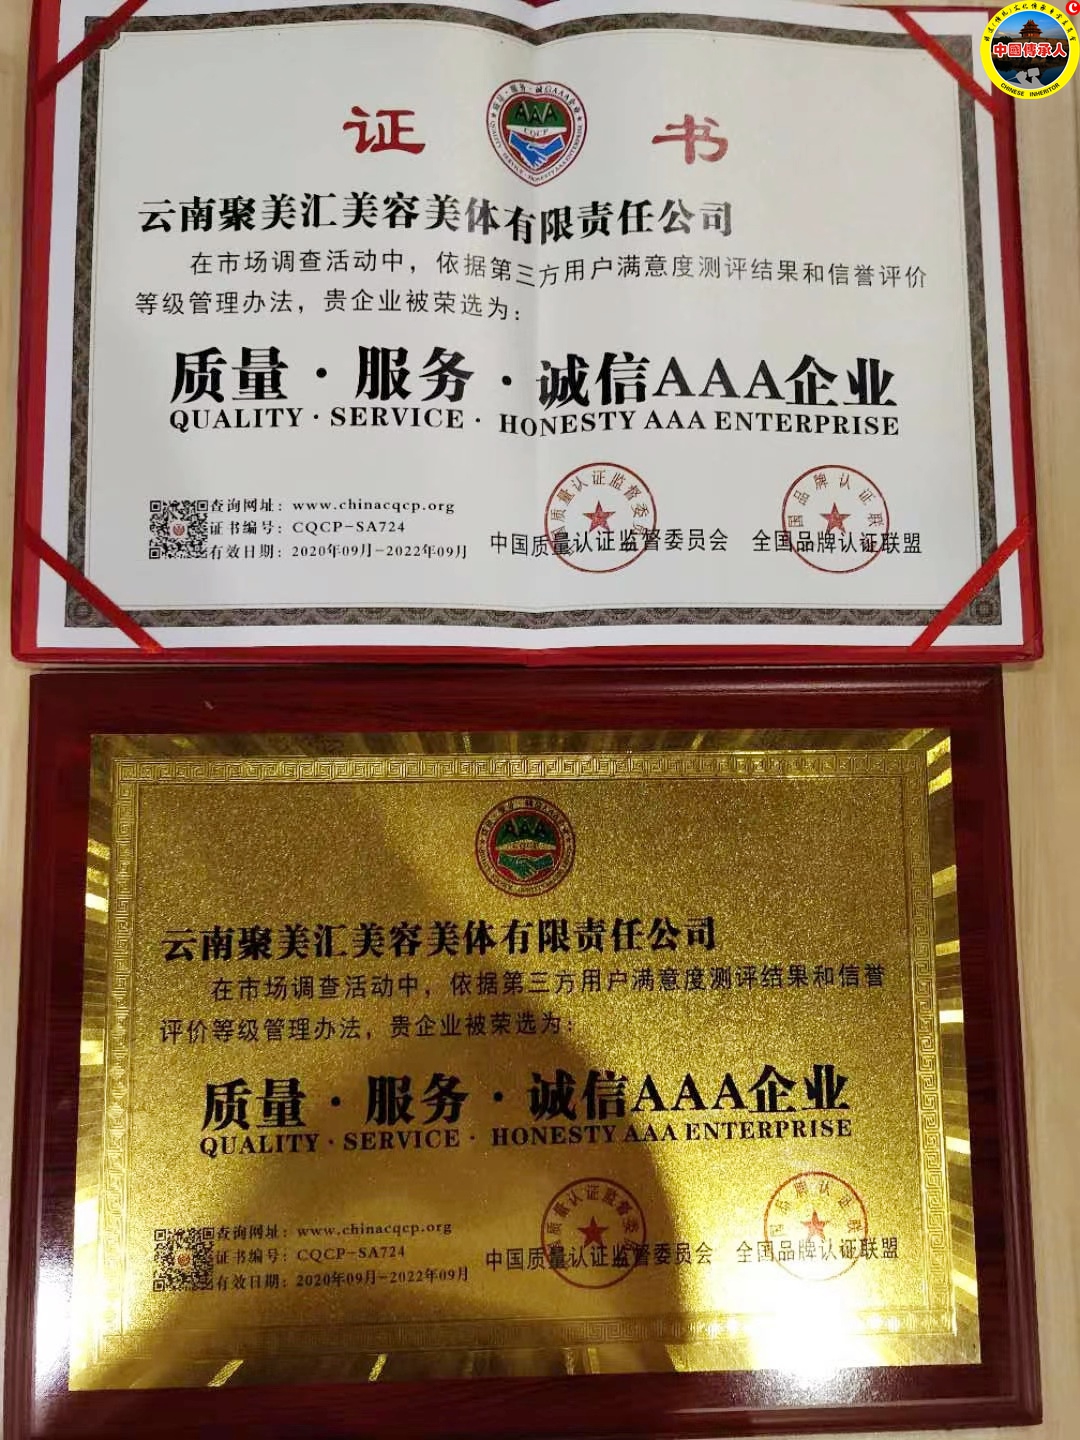 中國傳承人
CHINESE INHERITOR
证 书
AAA
CQCP
云南聚美汇美容美体有限责任公司
在市场调查活动中，依据第三方用户满意度测评结果和信誉评价
等级管理办法，贵企业被荣选为：
质量·服务·诚信AAA企业
QUALITY·SERVICE·HONESTY AAA ENTERPRISE
查询网址：www.chinacqcp.org
证书编号：CQCP-SA724
有效日期：2020年09月-2022年09月
中国质量认证监督委员会 全国品牌认证联盟
AAA
云南聚美汇美容美体有限责任公司
在市场调查活动中，依据第三方用户满意度测评结果和信誉
评价等级管理办法，贵企业被荣选为：
质量·服务·诚信AAA企业
QUALITY·SERVICE·HONESTY AAA ENTERPRISE
查询网址：www.chinacqcp.org
证书编号：CQCP-SA724
有效日期：2020年09月-2022年09月
中国质量认证监督委员会 全国品牌认证联盟